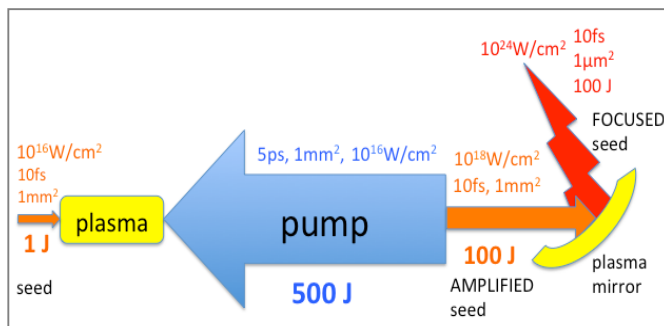 10¹⁶W/cm²
10fs
1mm²
1 J
seed
plasma
5ps, 1mm², 10¹⁶W/cm²
pump
500 J
10¹⁸W/cm²
10fs, 1mm²
100 J
AMPLIFIED
seed
10²⁴W/cm²
10fs
1μm²
100 J
FOCUSED
seed
plasma
mirror